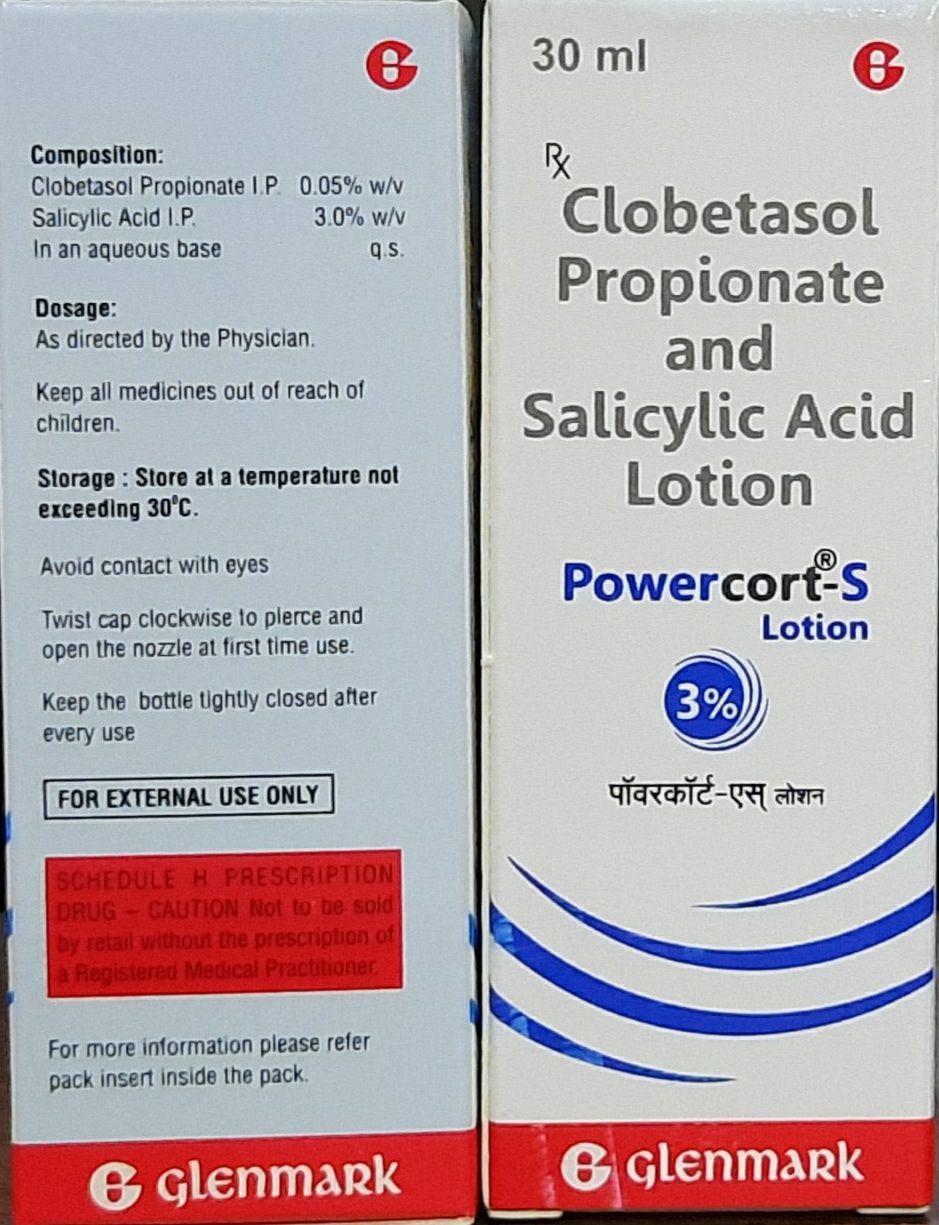 Composition:
Clobetasol Propionate I.P. 0.05% w/v
Salicylic Acid I.P. 3.0% w/v
In an aqueous base q.s.
Dosage:
As directed by the Physician.
Keep all medicines out of reach of
children.
Storage : Store at a temperature not
exceeding 30⁰C.
Avoid contact with eyes
Twist cap clockwise to pierce and
open the nozzle at first time use.
Keep the bottle tightly closed after
every use
FOR EXTERNAL USE ONLY
SCHEDULE H PRESCRIPTION
DRUG – CAUTION Not to be sold
by retail without the prescription of
a Registered Medical Practitioner.
For more information please refer
pack insert inside the pack.
glenmark
30 ml
Rx
Clobetasol
Propionate
and
Salicylic Acid
Lotion
Powercort®-S
Lotion
3%
पॉवरकॉर्ट-एस् लोशन
glenmark